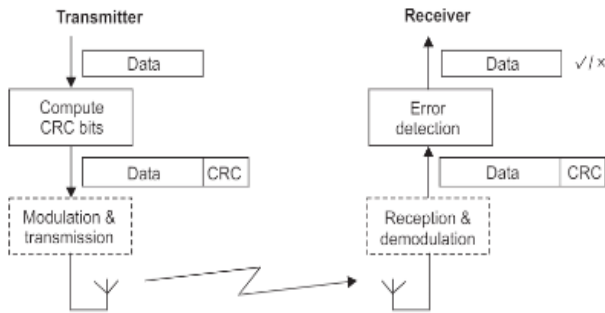 Transmitter
Receiver
Data
Data
✓/ ×
Compute
CRC bits
Error
detection
Data
CRC
Data
CRC
Modulation &
transmission
Reception &
demodulation